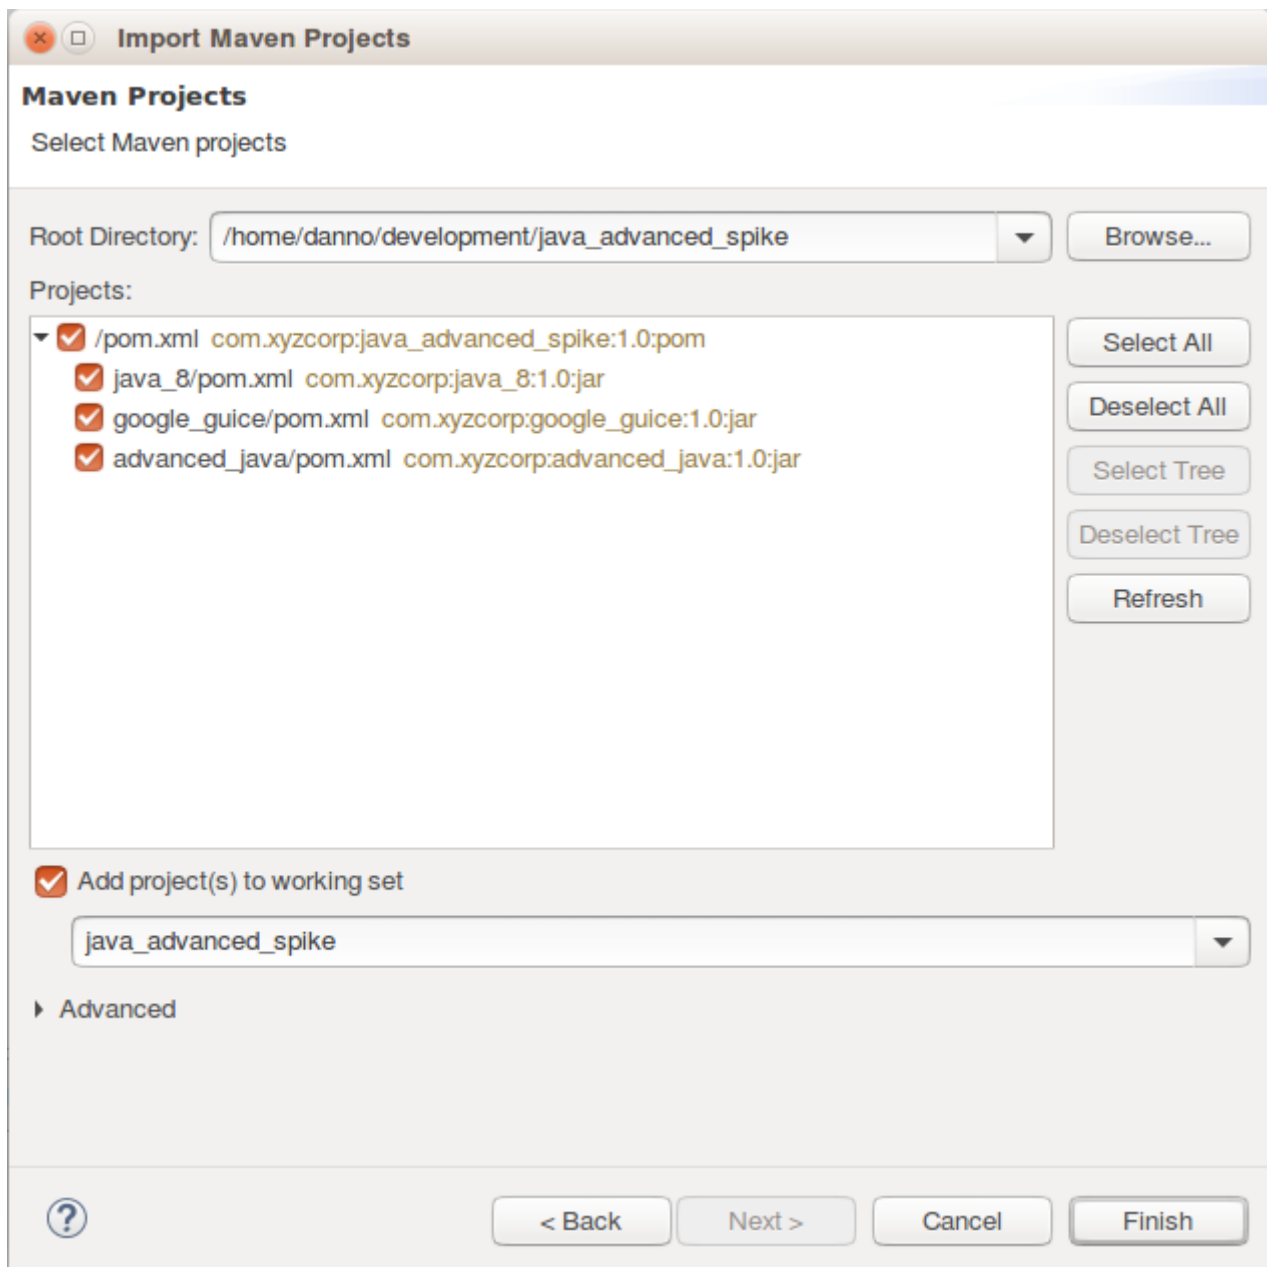 Import Maven Projects
Maven Projects
Select Maven projects
Root Directory: /home/danno/development/java_advanced_spike Browse...
Projects:
/pom.xml com.xyzcorp:java_advanced_spike:1.0:pom
java_8/pom.xml com.xyzcorp:java_8:1.0:jar
google_guice/pom.xml com.xyzcorp:google_guice:1.0:jar
advanced_java/pom.xml com.xyzcorp:advanced_java:1.0:jar
Select All
Deselect All
Select Tree
Deselect Tree
Refresh
Add project(s) to working set
java_advanced_spike
Advanced
? < Back Next > Cancel Finish